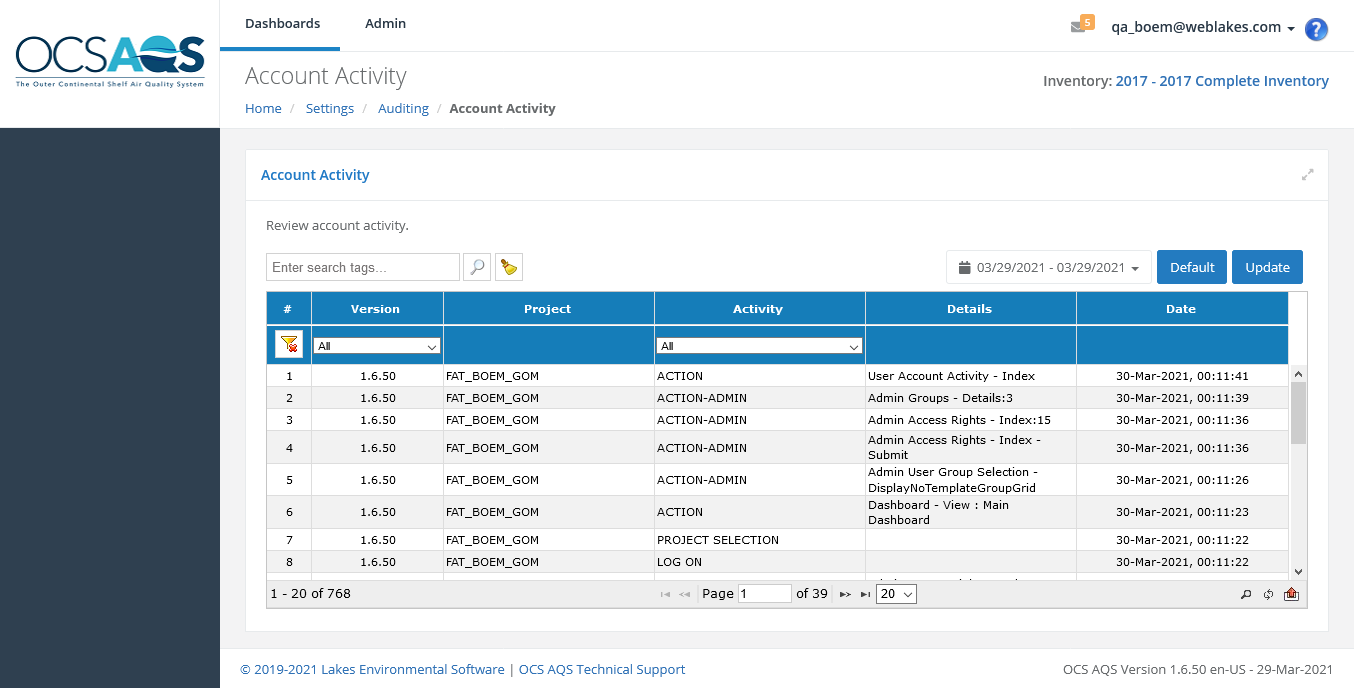 OCSAQS
The Outer Continental Shelf Air Quality System
Dashboards Admin
5 qa_boem@weblakes.com ?
Account Activity
Inventory: 2017 - 2017 Complete Inventory
Home / Settings / Auditing / Account Activity
Account Activity
Review account activity.
Enter search tags...
03/29/2021 - 03/29/2021 Default Update
# Version Project Activity Details Date
All All
1 1.6.50 FAT_BOEM_GOM ACTION User Account Activity - Index 30-Mar-2021, 00:11:41
2 1.6.50 FAT_BOEM_GOM ACTION-ADMIN Admin Groups - Details:3 30-Mar-2021, 00:11:39
3 1.6.50 FAT_BOEM_GOM ACTION-ADMIN Admin Access Rights - Index:15 30-Mar-2021, 00:11:36
4 1.6.50 FAT_BOEM_GOM ACTION-ADMIN Admin Access Rights - Index -
Submit 30-Mar-2021, 00:11:36
5 1.6.50 FAT_BOEM_GOM ACTION-ADMIN Admin User Group Selection -
DisplayNoTemplateGroupGrid 30-Mar-2021, 00:11:26
6 1.6.50 FAT_BOEM_GOM ACTION Dashboard - View : Main
Dashboard 30-Mar-2021, 00:11:23
7 1.6.50 FAT_BOEM_GOM PROJECT SELECTION 30-Mar-2021, 00:11:22
8 1.6.50 FAT_BOEM_GOM LOG ON 30-Mar-2021, 00:11:22
1 - 20 of 768 Page 1 of 39 20
© 2019-2021 Lakes Environmental Software | OCS AQS Technical Support
OCS AQS Version 1.6.50 en-US - 29-Mar-2021